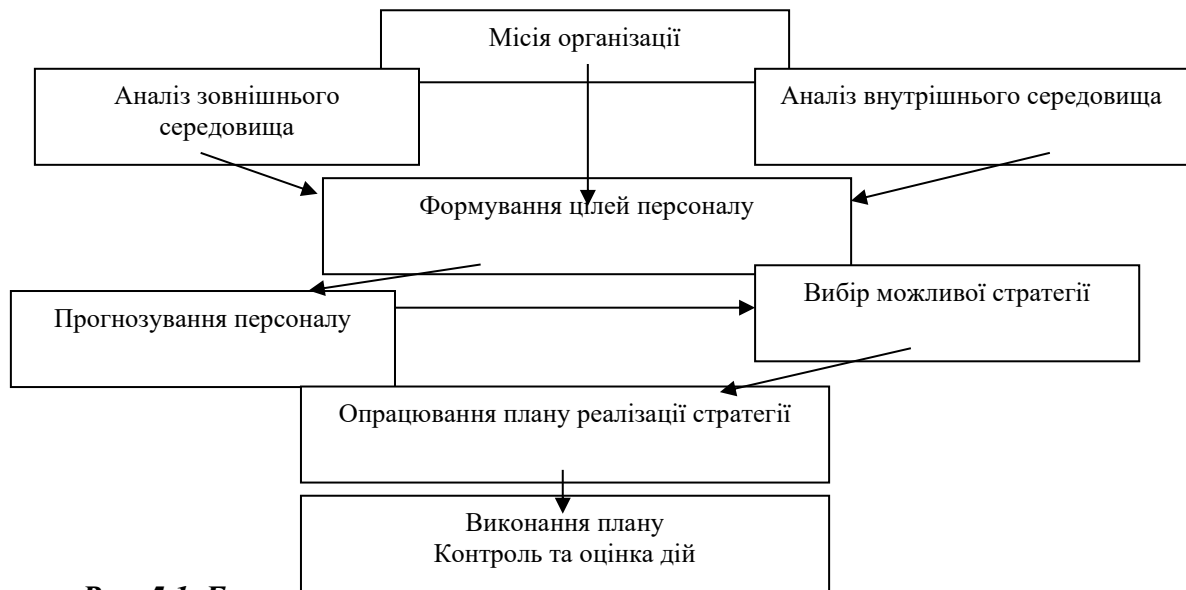 Місія організації
Аналіз зовнішнього
середовища
Аналіз внутрішнього середовища
Формування цілей персоналу
Прогнозування персоналу
Вибір можливої стратегії
Опрацювання плану реалізації стратегії
Виконання плану
Контроль та оцінка дій
5.1.